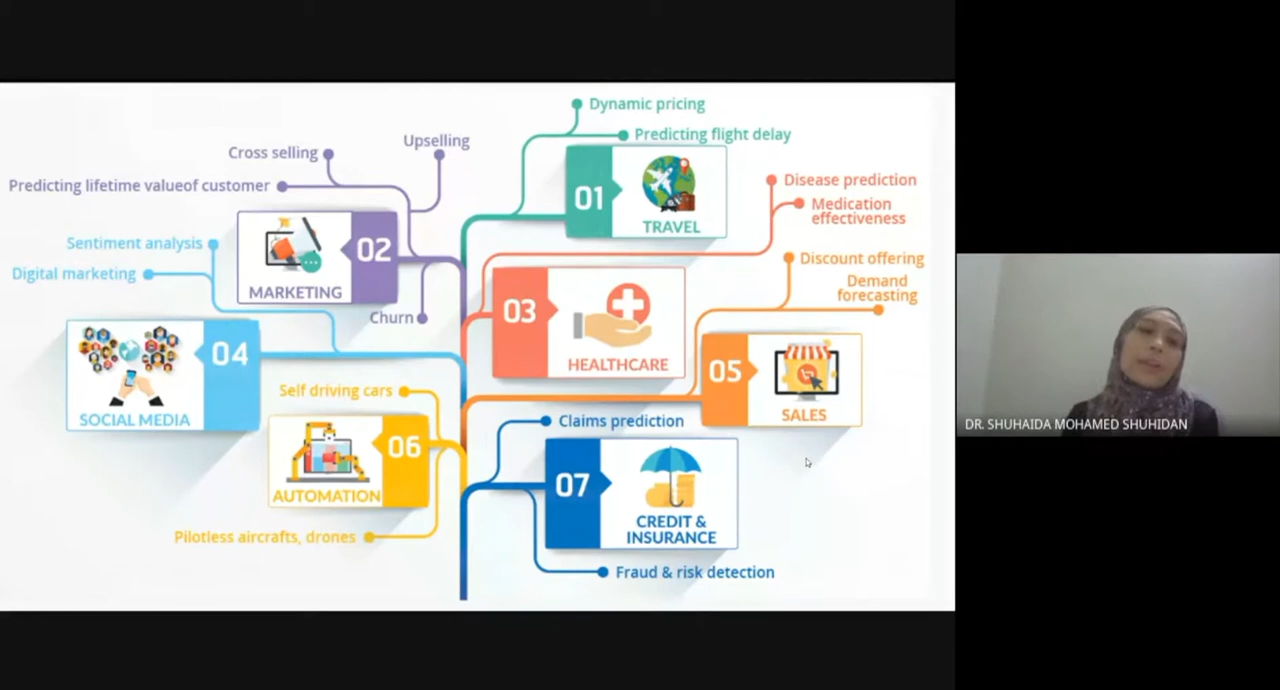 Dynamic pricing
Predicting flight delay
01
TRAVEL
Cross selling
Upselling
Predicting lifetime valueof customer
02
MARKETING
Churn
Disease prediction
Medication
effectiveness
03
HEALTHCARE
Sentiment analysis
Digital marketing
04
SOCIAL MEDIA
Discount offering
Demand
forecasting
05
SALES
Self driving cars
06
AUTOMATION
Pilotless aircrafts, drones
Claims prediction
07
CREDIT &
INSURANCE
Fraud & risk detection
DR. SHUHAIDA MOHAMED SHUHIDAN